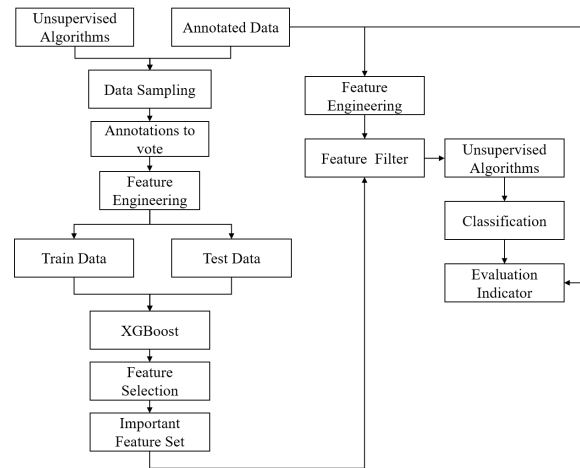 Unsupervised
Algorithms
Annotated Data
Data Sampling
Annotations to
vote
Feature
Engineering
Train Data
Test Data
XGBoost
Feature
Selection
Important
Feature Set
Feature
Engineering
Feature Filter
Unsupervised
Algorithms
Classification
Evaluation
Indicator